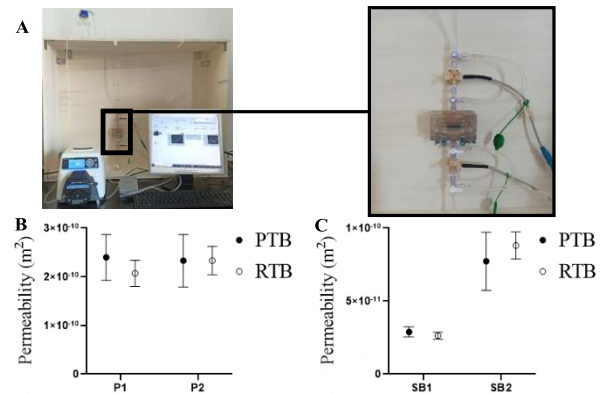 A
B
C
Permeability (m²)
3×10⁻¹⁰
2×10⁻¹⁰
1×10⁻¹⁰
0
P1 P2
PTB
RTB
Permeability (m²)
1×10⁻¹⁰
5×10⁻¹¹
0
SB1 SB2
PTB
RTB